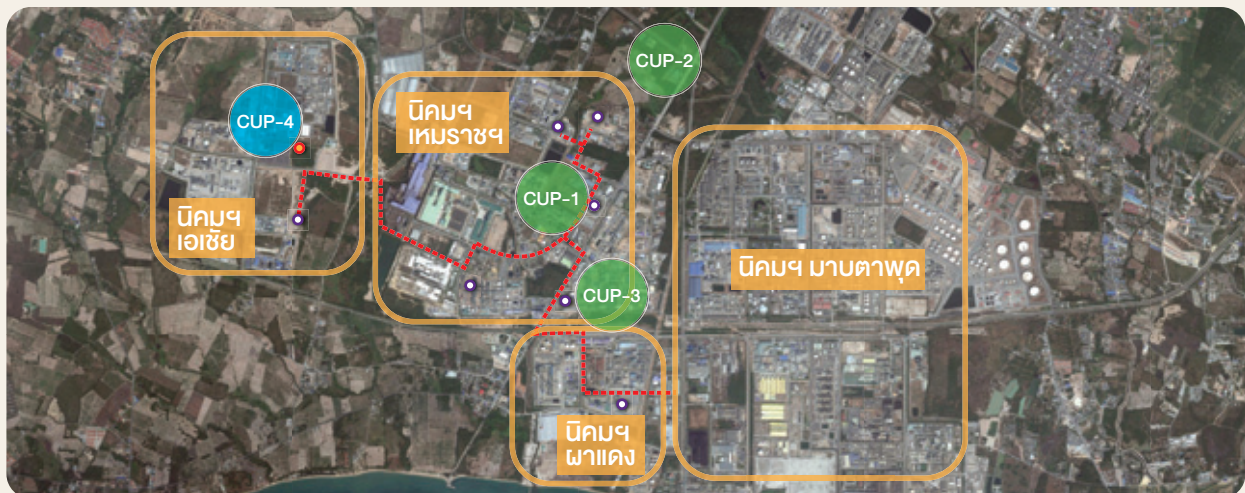 CUP-2
CUP-4
นิคมฯ
เหมราชฯ
CUP-1
นิคมฯ
เอเชีย
นิคมฯ มาบตาพุด
CUP-3
นิคมฯ
ผาแดง